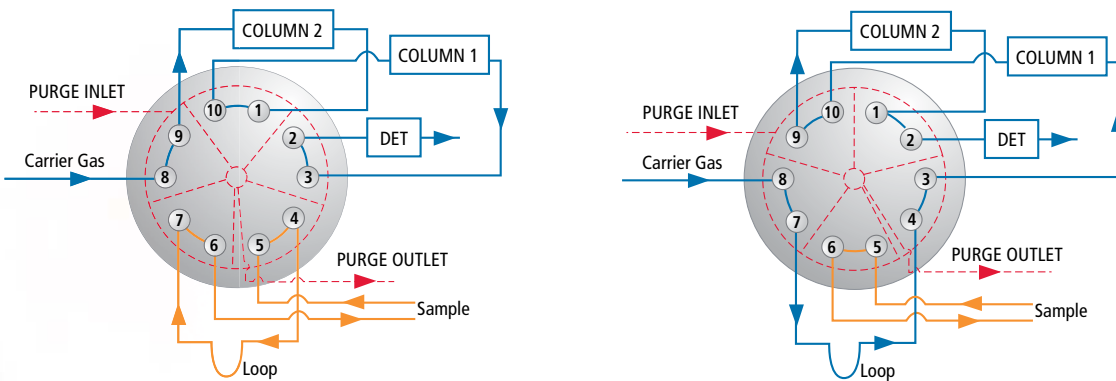 COLUMN 2
COLUMN 1
PURGE INLET
10
1
2
DET
9
Carrier Gas
8
3
7
4
6
5
PURGE OUTLET
Sample
Loop
COLUMN 2
COLUMN 1
PURGE INLET
10
1
9
2
DET
Carrier Gas
8
3
7
4
6
5
PURGE OUTLET
Sample
Loop